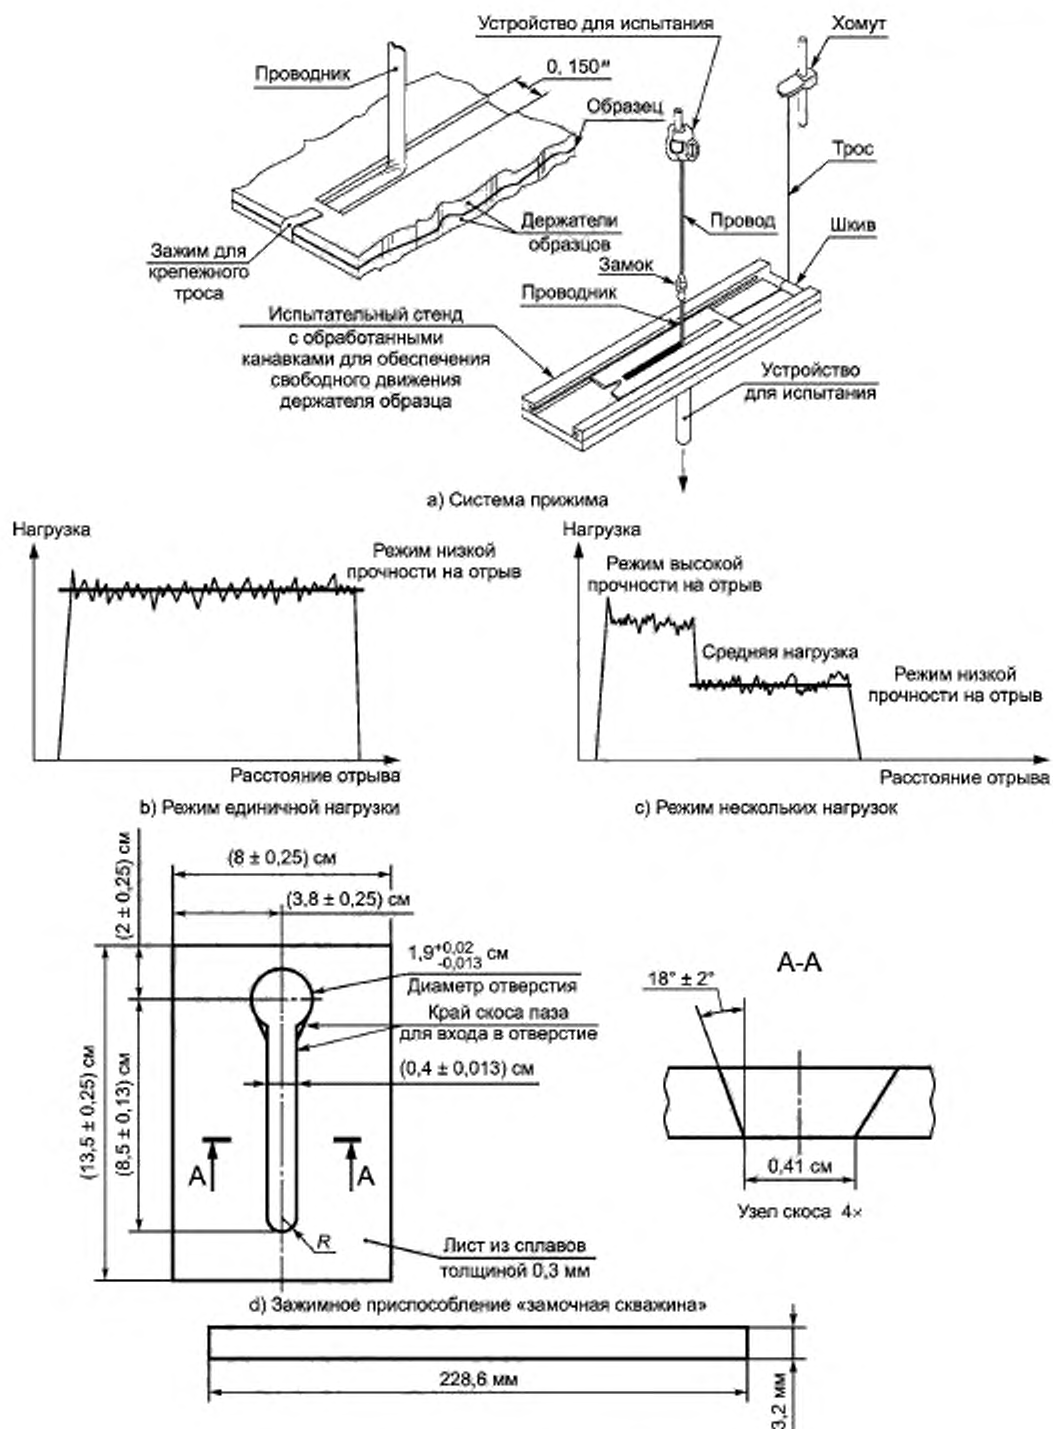 Устройство для испытания
Хомут
Проводник
0, 150"
Образец
Трос
Держатели
образцов
Провод
Шкив
Зажим для
крепежного
троса
Замок
Проводник
Испытательный стенд
с обработанными
канавками для обеспечения
свободного движения
держателя образца
Устройство
для испытания
a) Система прижима
Нагрузка
Режим низкой
прочности на отрыв
Расстояние отрыва
b) Режим единичной нагрузки
Нагрузка
Режим высокой
прочности на отрыв
Средняя нагрузка
Режим низкой
прочности на отрыв
Расстояние отрыва
c) Режим нескольких нагрузок
(2 ± 0,25) см
(8 ± 0,25) см
(3,8 ± 0,25) см
1,9+0,02 -0,013 см
Диаметр отверстия
Край скоса паза
для входа в отверстие
(0,4 ± 0,013) см
(13,5 ± 0,25) см
(8,5 ± 0,13) см
A
A
R
Лист из сплавов
толщиной 0,3 мм
A-A
18° ± 2°
0,41 см
Узел скоса 4×
d) Зажимное приспособление «замочная скважина»
228,6 мм
3,2 мм